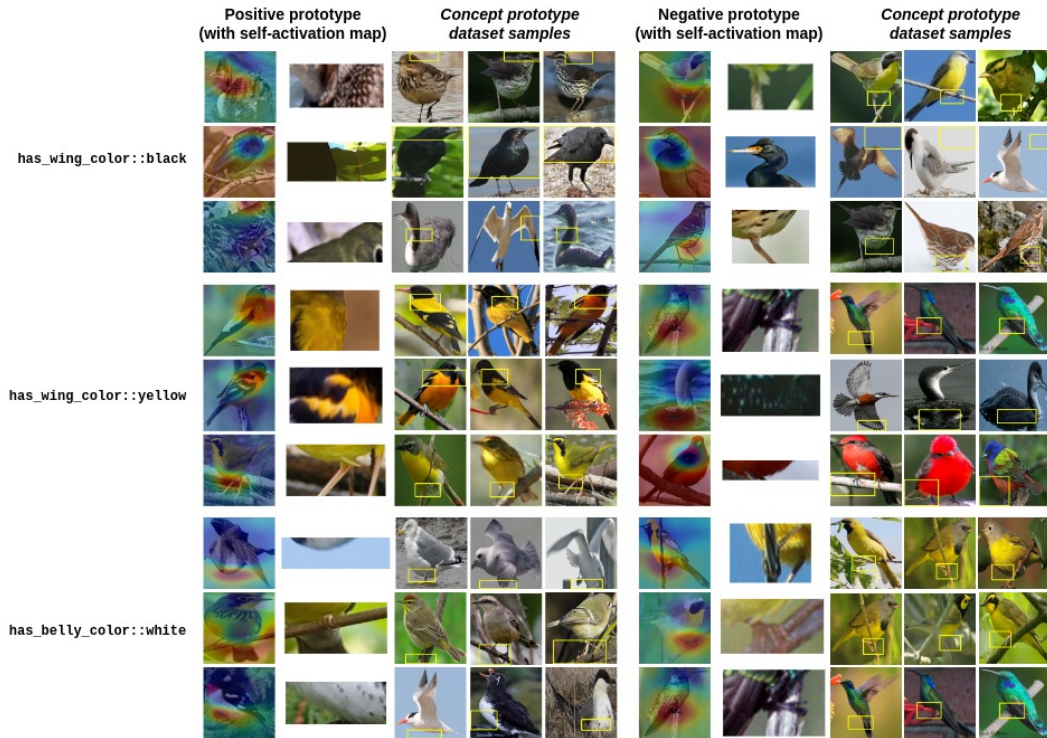 Positive prototype
(with self-activation map)
Concept prototype
dataset samples
Negative prototype
(with self-activation map)
Concept prototype
dataset samples
has_wing_color::black
has_wing_color::yellow
has_belly_color::white